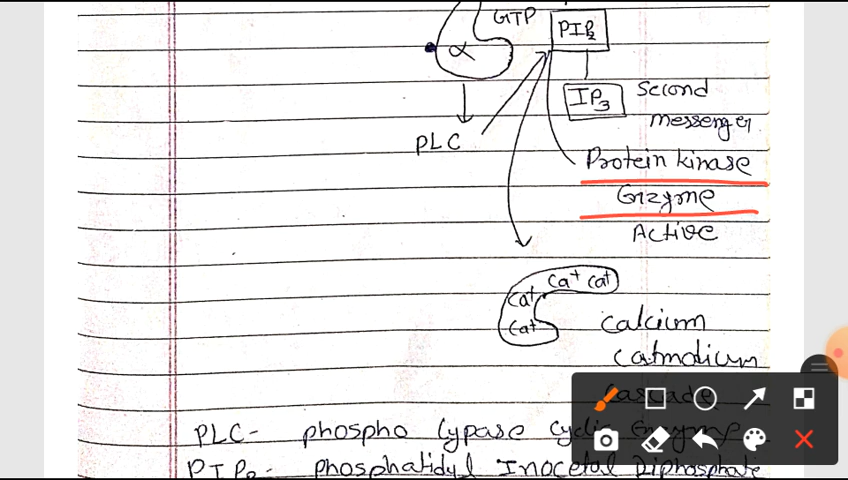 GTP
PIP2
α
IP3 Second
messenger
PLC
Protein kinase
Enzyme
Active
Ca+ Ca+ Ca+
Ca+
Calcium
Calmodium
Cascade
PLC- phospho Lypase Cyclic Enzyme
PIP2- phosphatidyl Inocetol Diphosphate